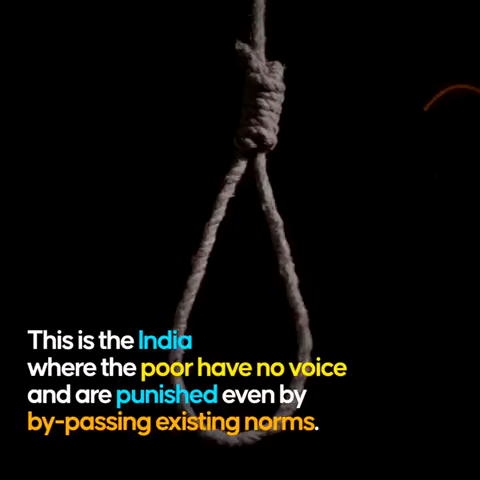 This is the India
where the poor have no voice
and are punished even by
by-passing existing norms.